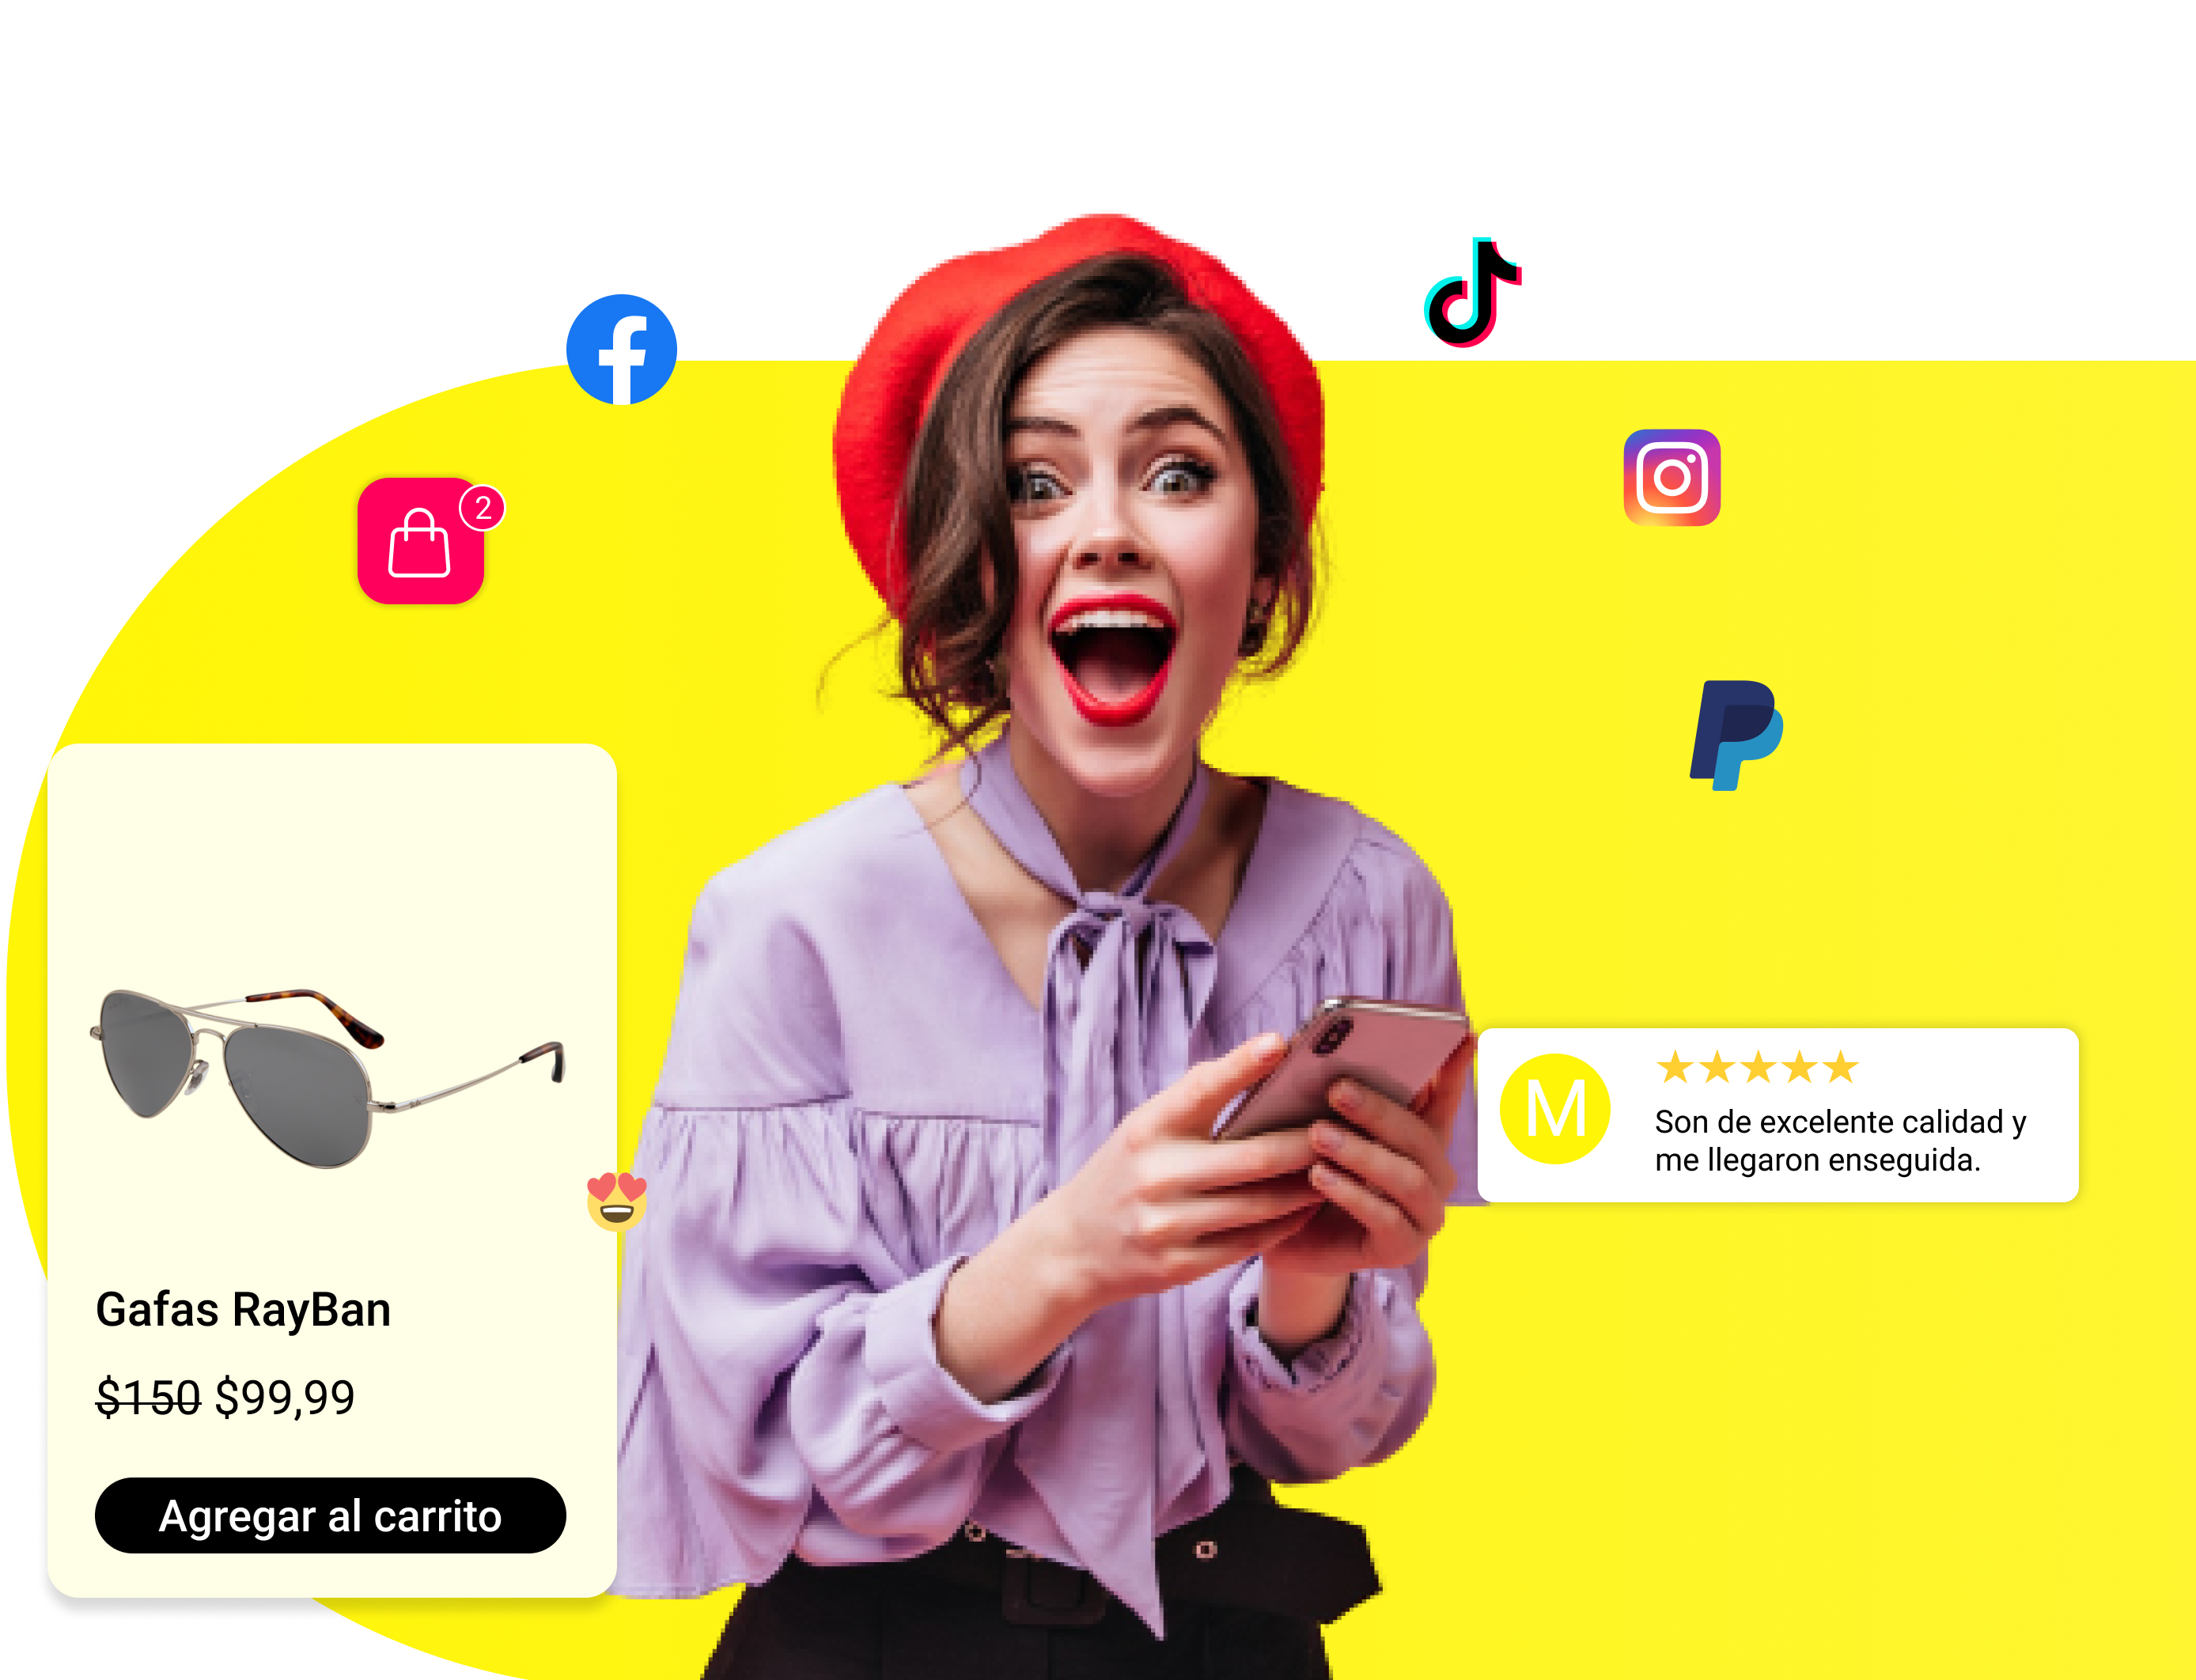 2
Gafas RayBan
$150 $99,99
Agregar al carrito
M
Son de excelente calidad y
me llegaron enseguida.